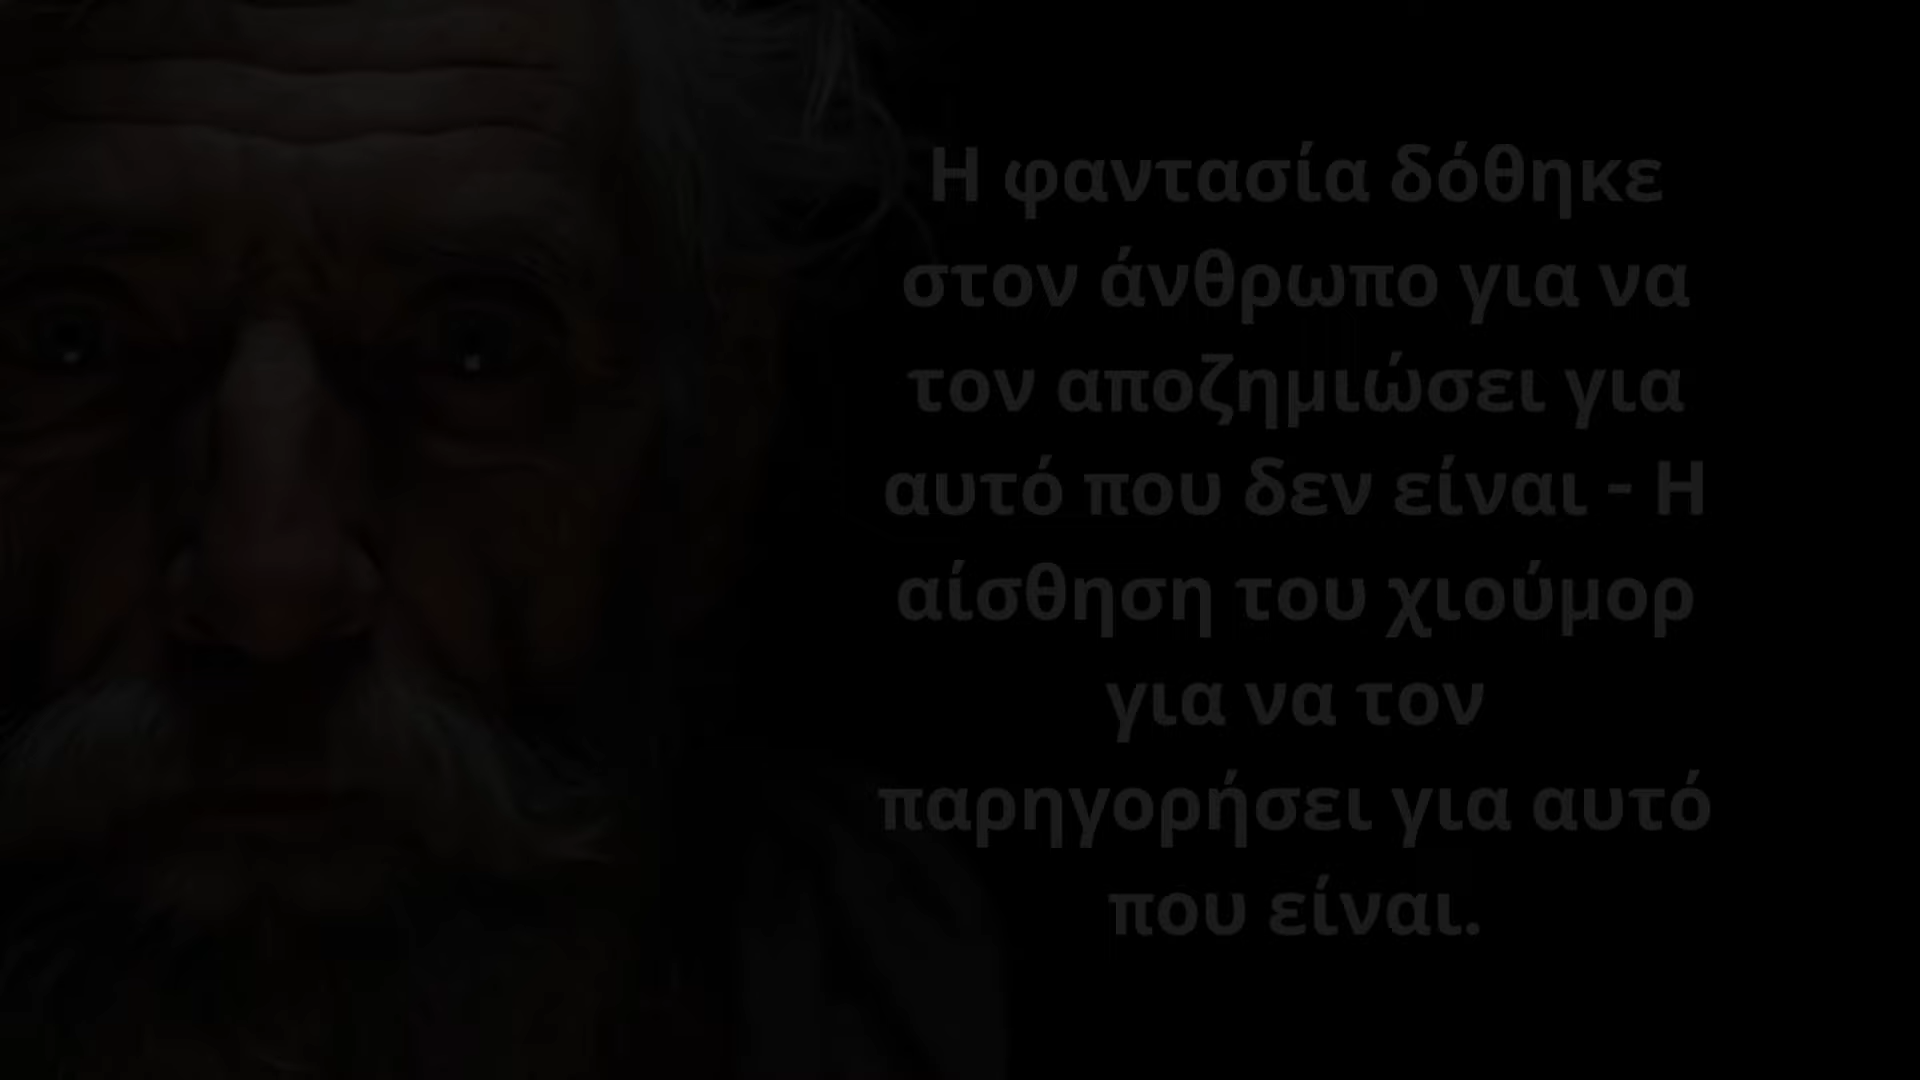 Η φαντασία δόθηκε
στον άνθρωπο για να
τον αποζημιώσει για
αυτό που δεν είναι - Η
αίσθηση του χιούμορ
για να τον
παρηγορήσει για αυτό
που είναι.